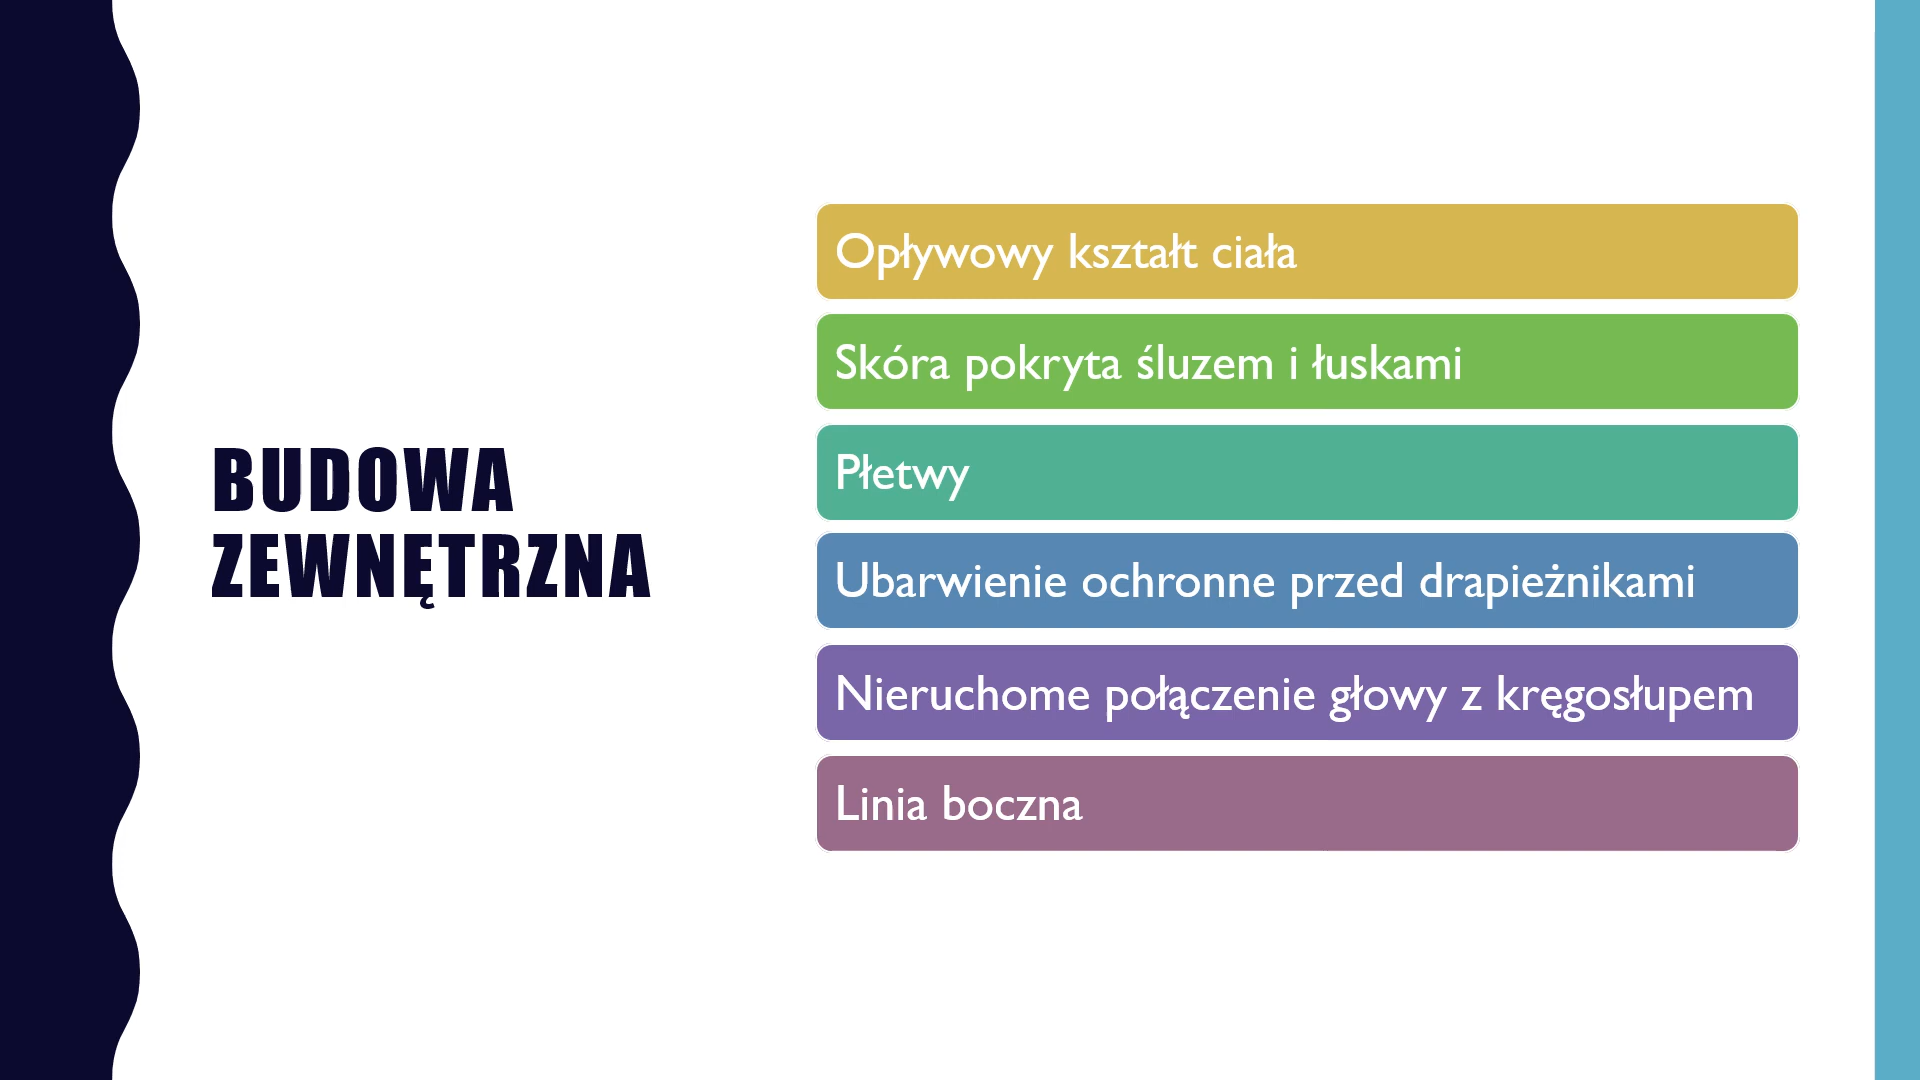 BUDOWA
ZEWNĘTRZNA
Opływowy kształt ciała
Skóra pokryta śluzem i łuskami
Płetwy
Ubarwienie ochronne przed drapieżnikami
Nieruchome połączenie głowy z kręgosłupem
Linia boczna